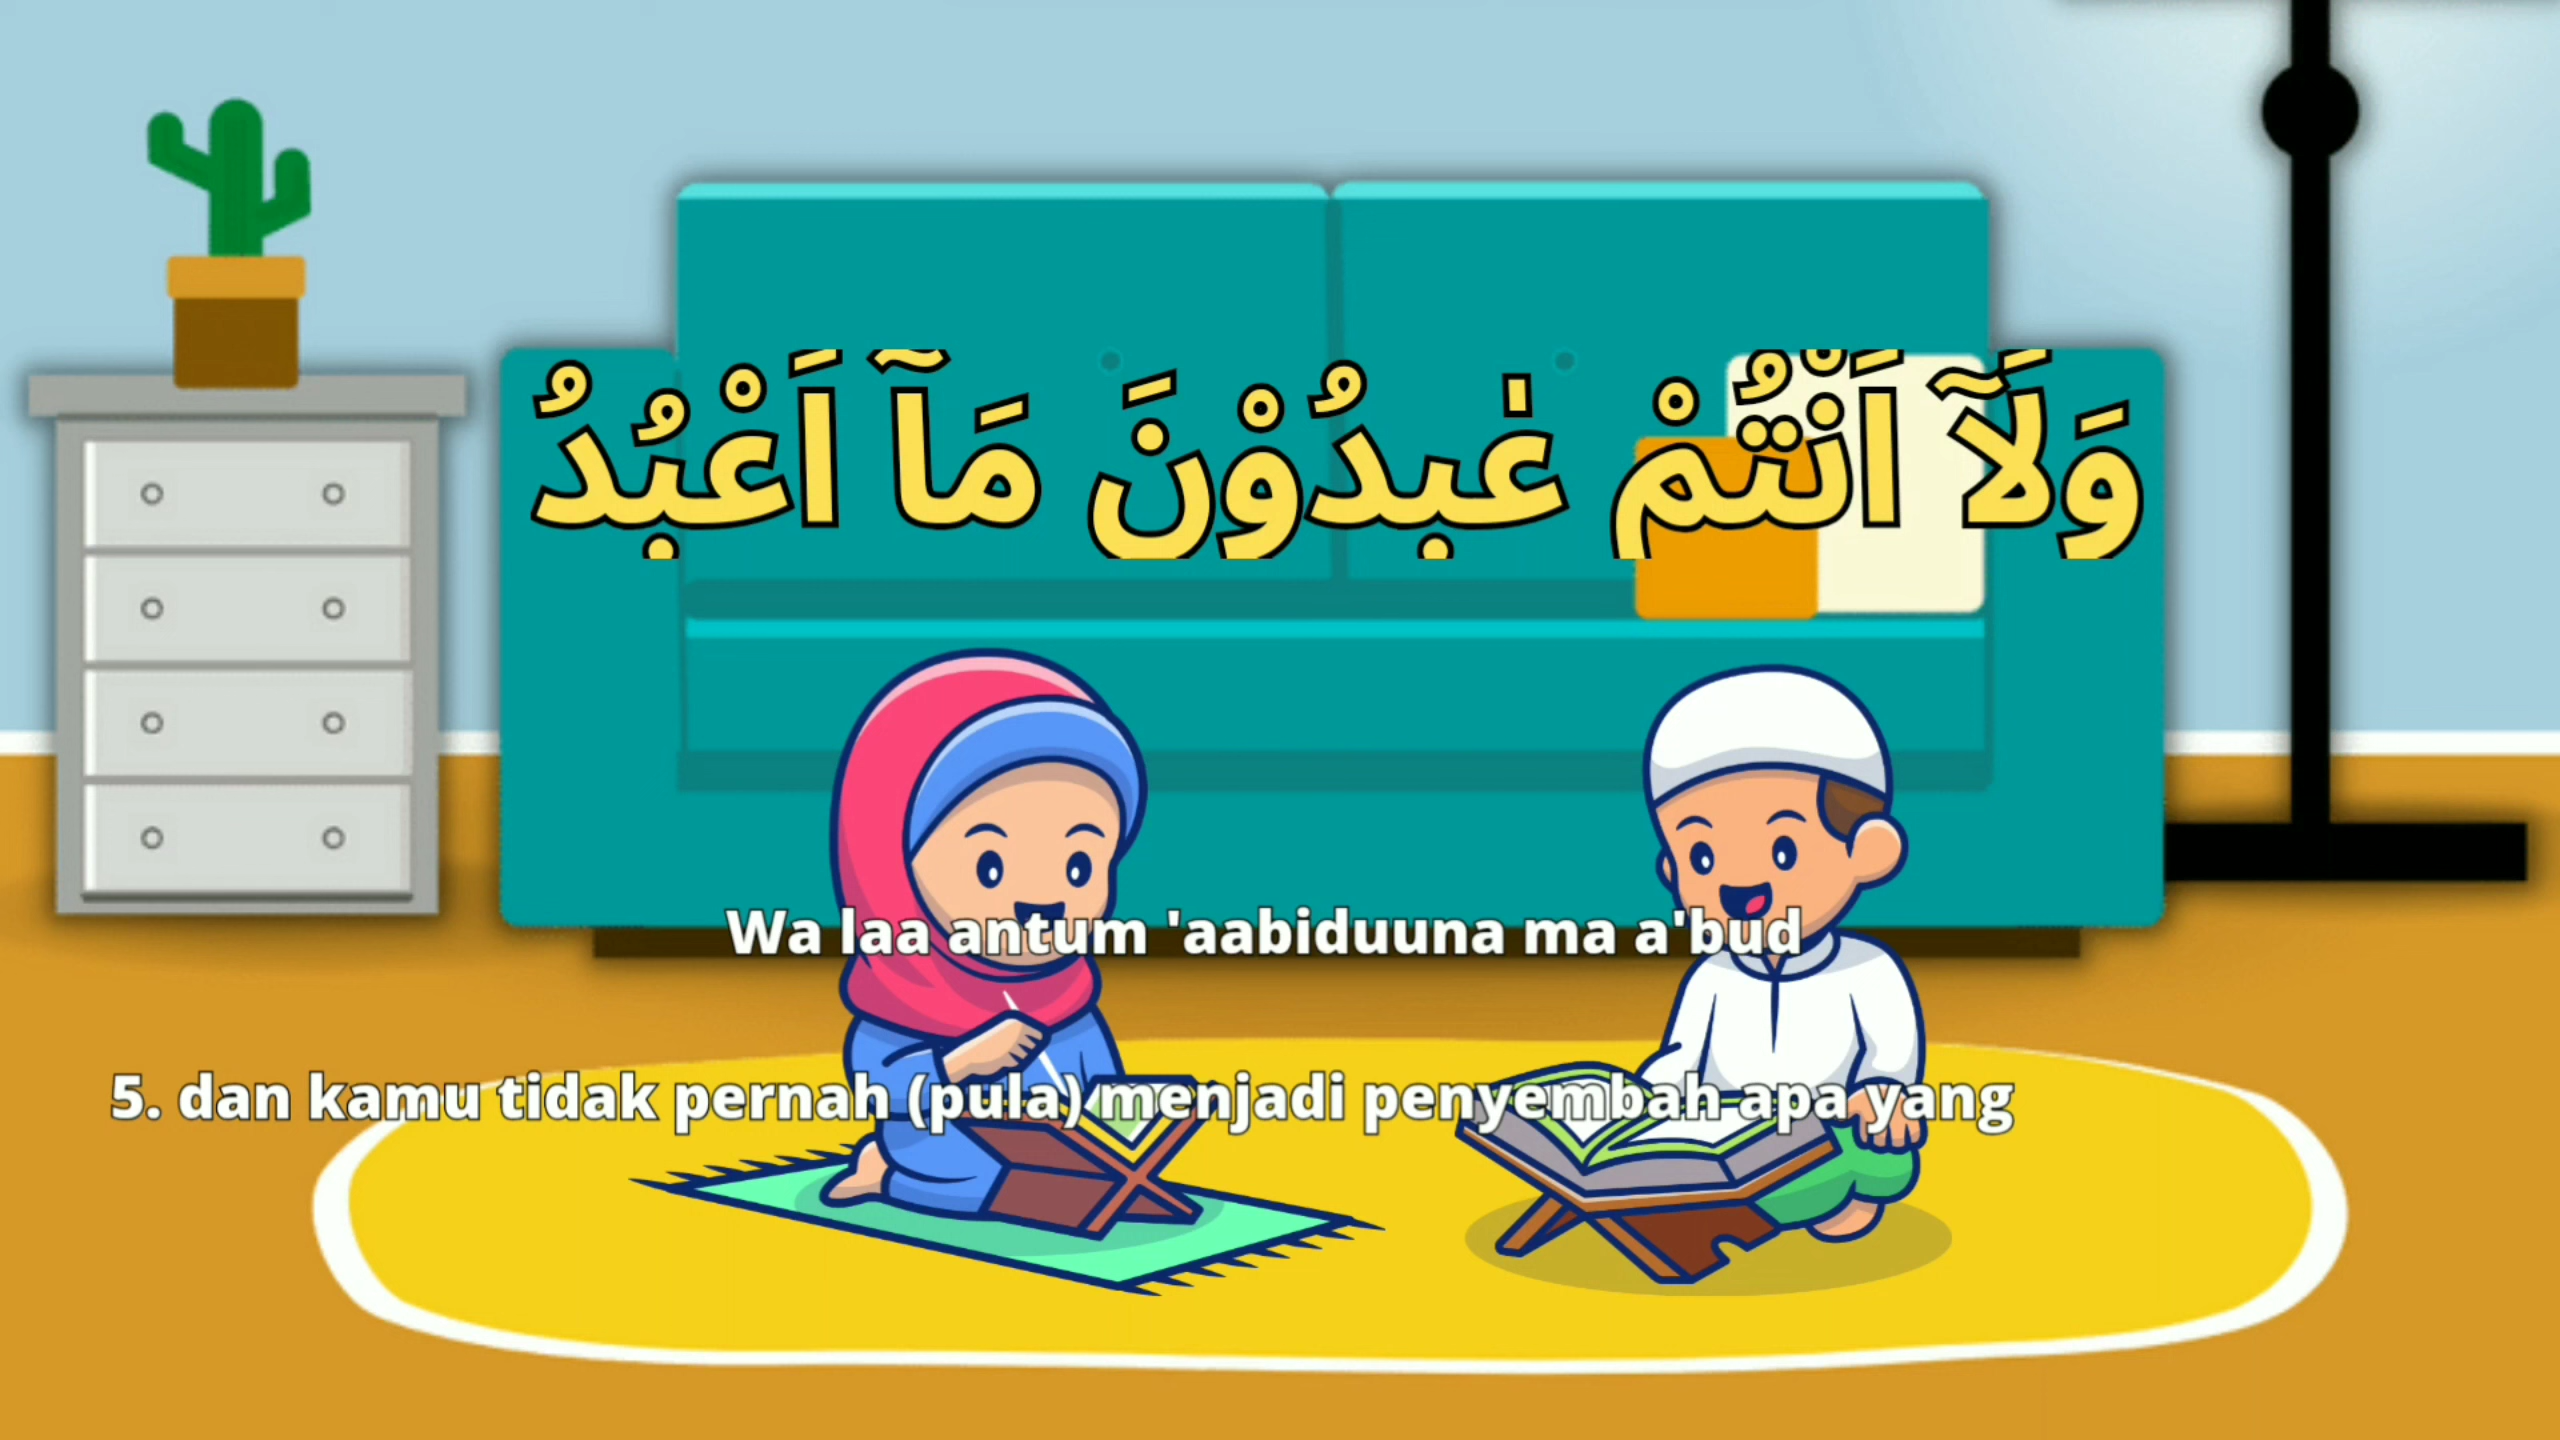 وَلَآ اَنْتُمْ عٰبِدُوْنَ مَآ اَعْبُدُ
Wa laa antum 'aabiduuna ma a'bud
5. dan kamu tidak pernah (pula) menjadi penyembah apa yang